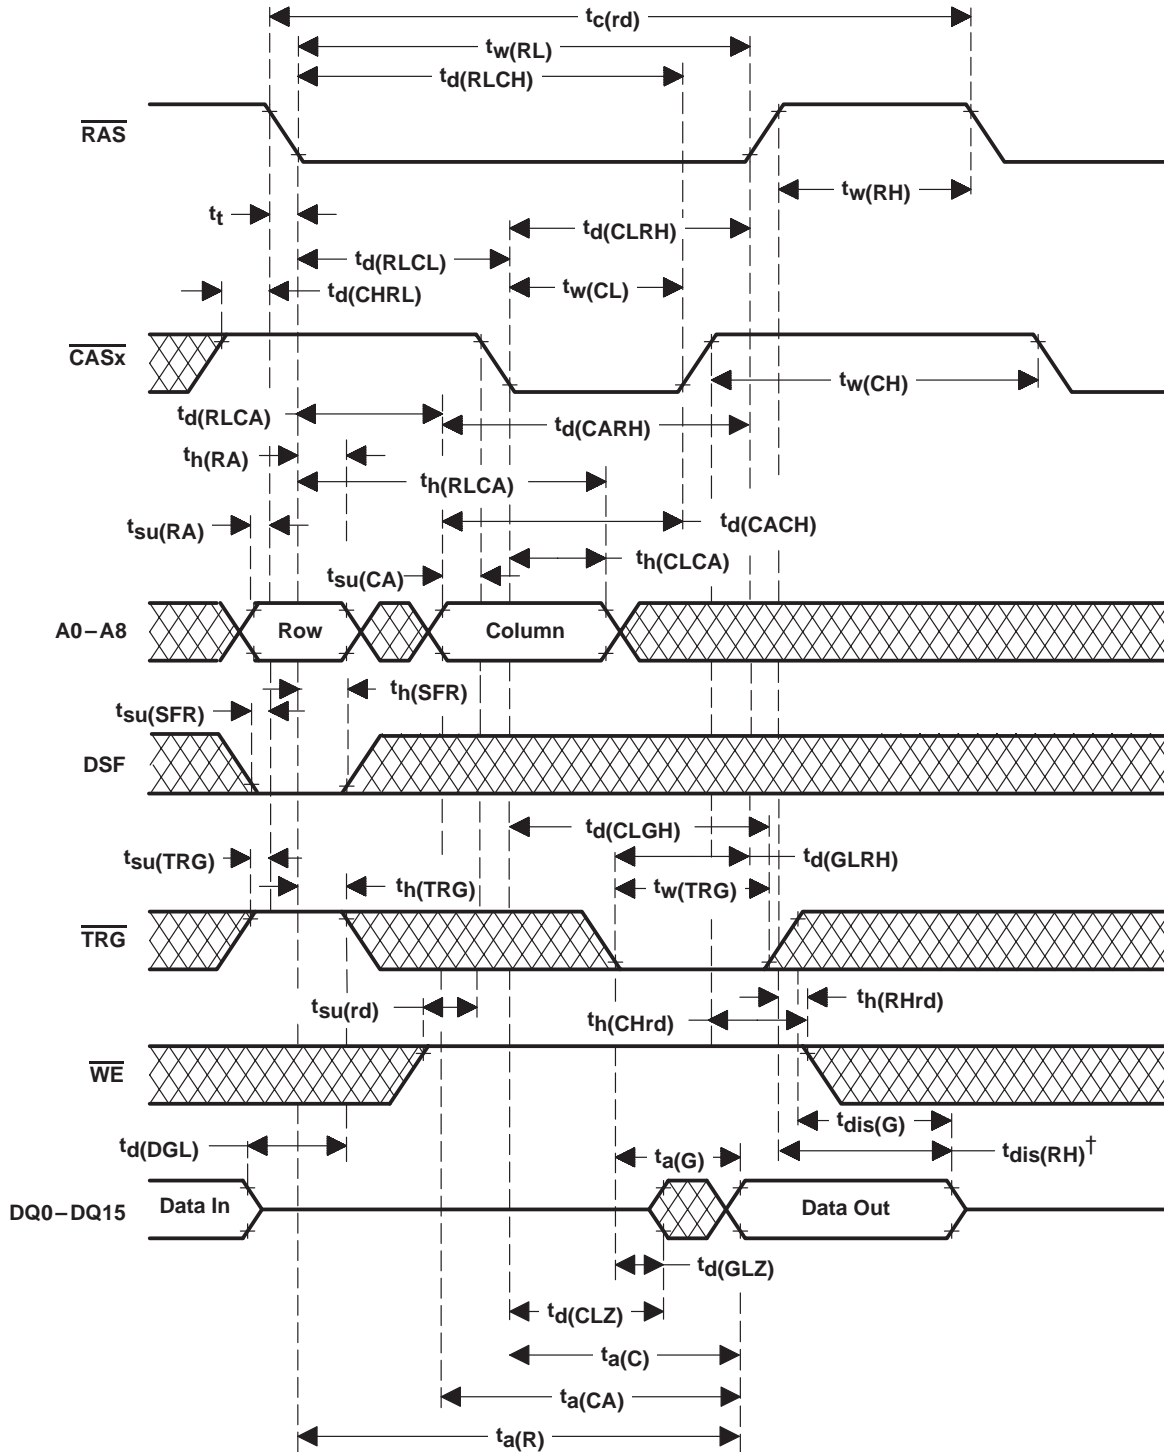 tc(rd)
tw(RL)
td(RLCH)
RAS
tw(RH)
tt
td(CLRH)
td(RLCL)
td(CHRL)
tw(CL)
CASx
tw(CH)
td(RLCA)
td(CARH)
th(RA)
th(RLCA)
tsu(RA)
td(CACH)
tsu(CA)
th(CLCA)
A0–A8
Row
Column
th(SFR)
tsu(SFR)
DSF
td(CLGH)
tsu(TRG)
td(GLRH)
th(TRG)
tw(TRG)
TRG
tsu(rd)
th(RHrd)
th(CHrd)
WE
tdis(G)
td(DGL)
ta(G)
tdis(RH)†
DQ0–DQ15
Data In
Data Out
td(GLZ)
td(CLZ)
ta(C)
ta(CA)
ta(R)